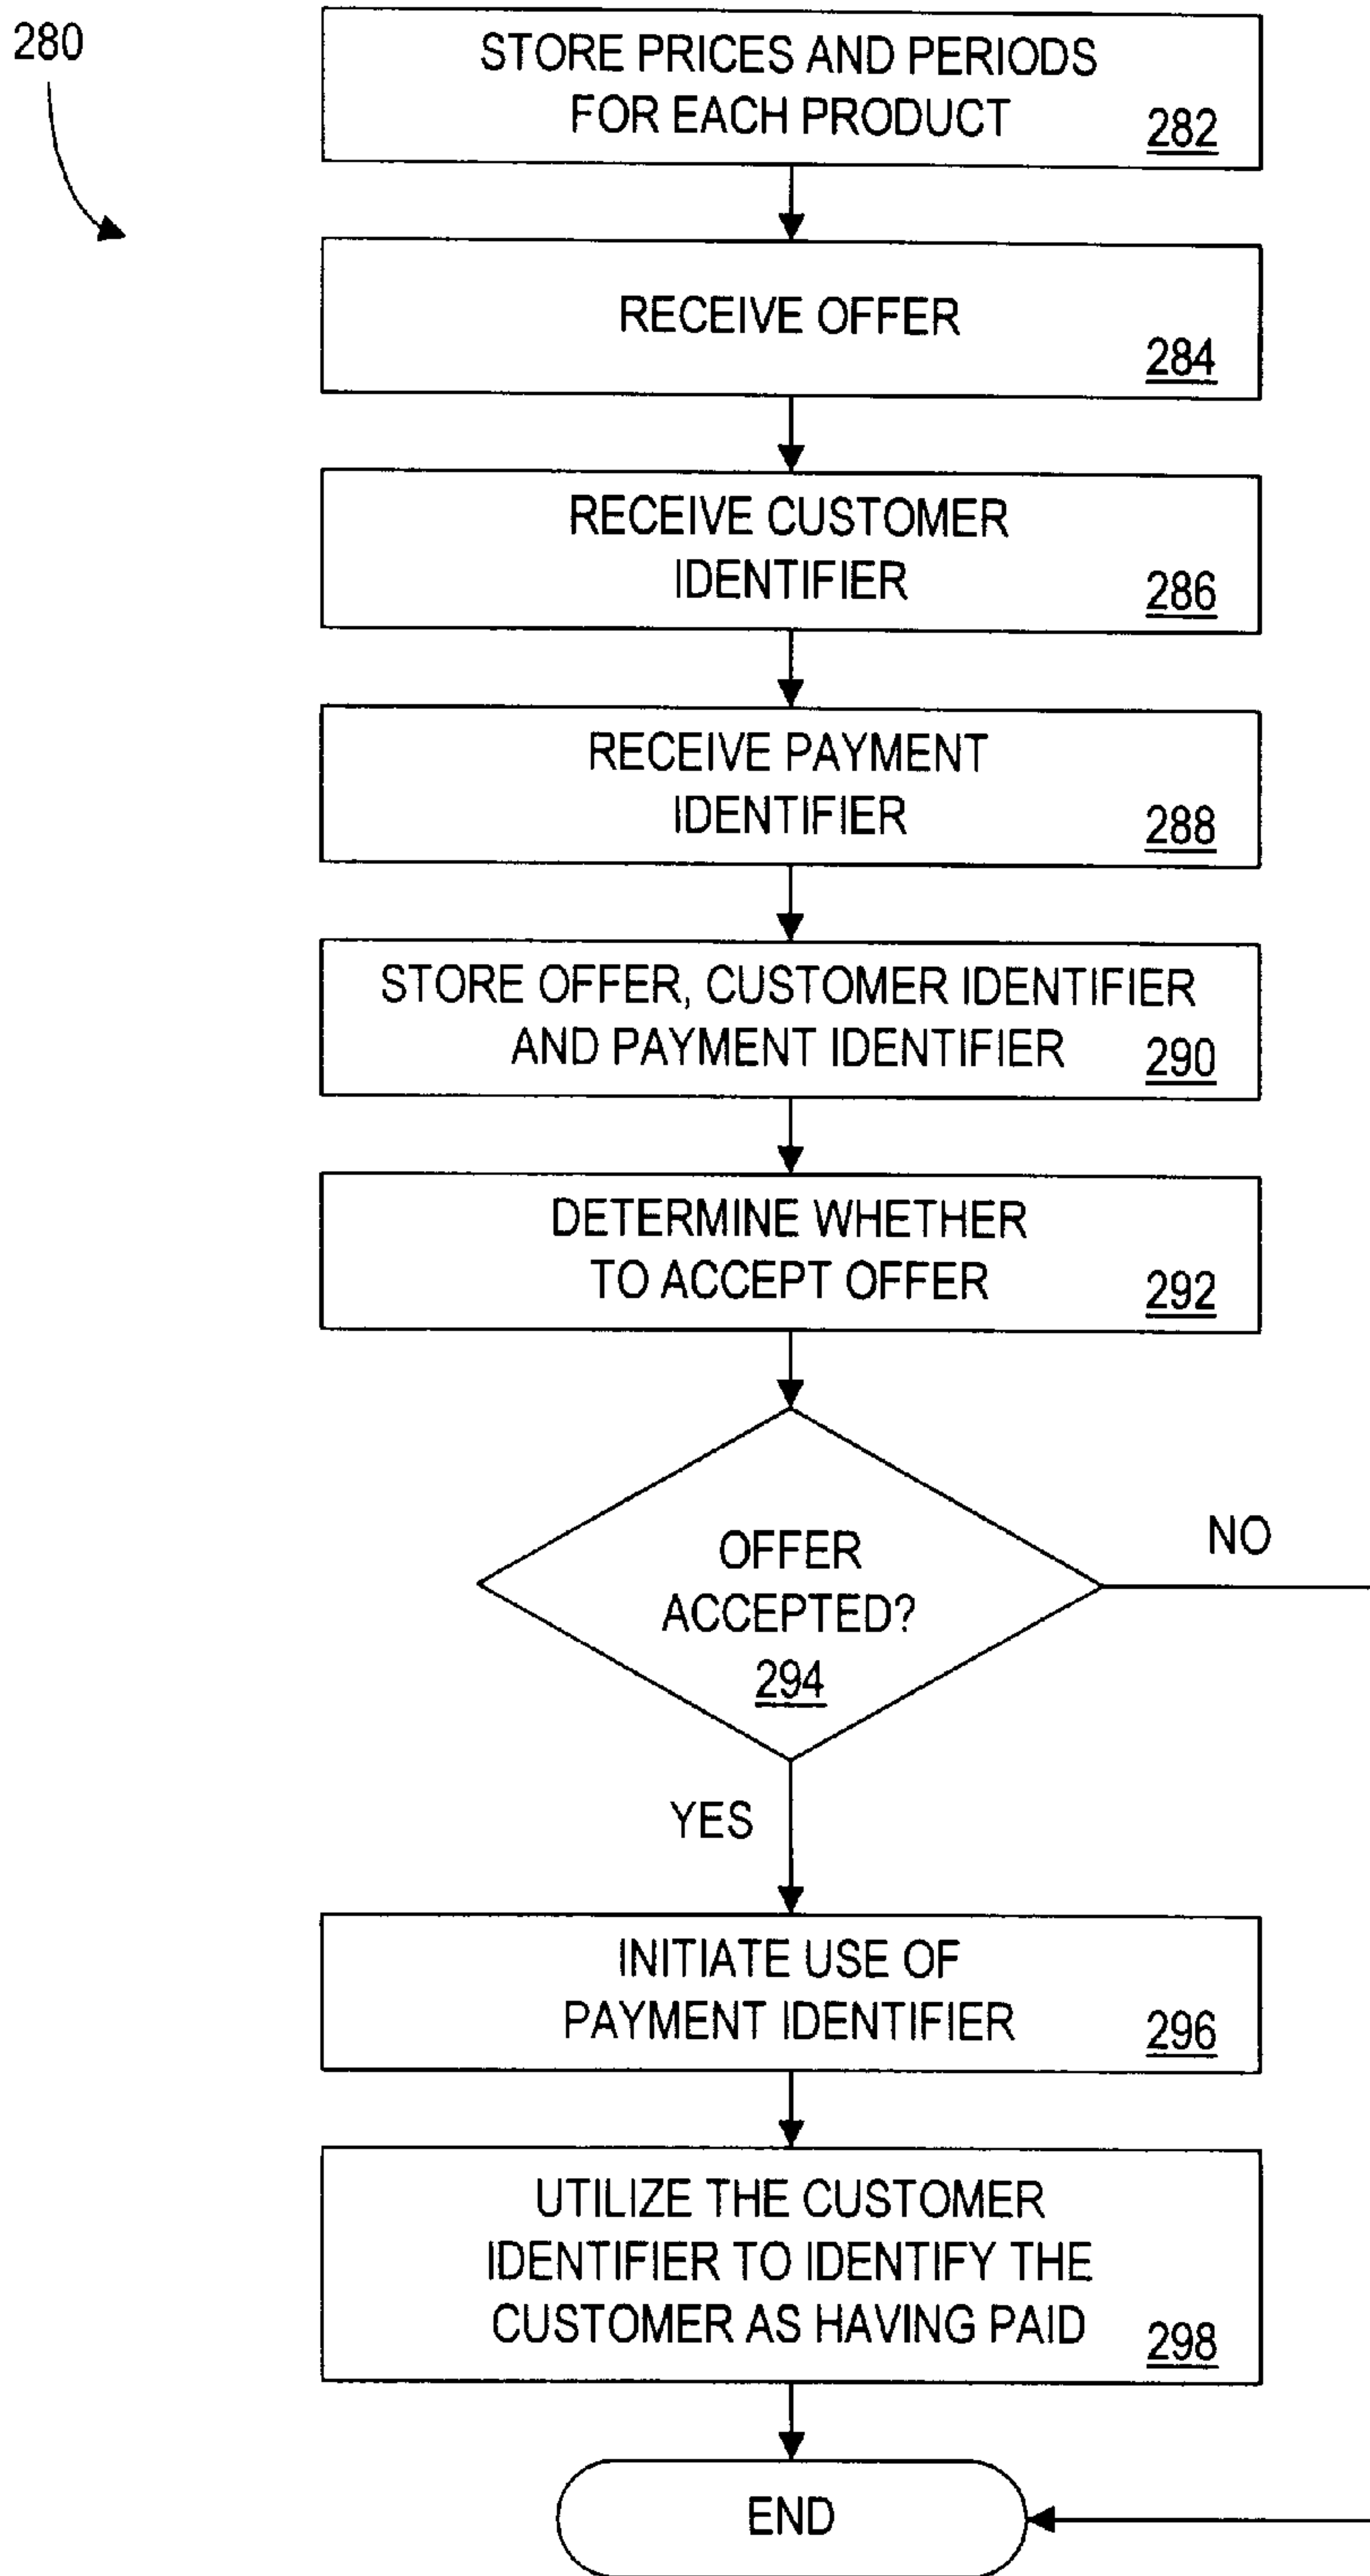 280
STORE PRICES AND PERIODS
FOR EACH PRODUCT
282
RECEIVE OFFER
284
RECEIVE CUSTOMER
IDENTIFIER
286
RECEIVE PAYMENT
IDENTIFIER
288
STORE OFFER, CUSTOMER IDENTIFIER
AND PAYMENT IDENTIFIER
290
DETERMINE WHETHER
TO ACCEPT OFFER
292
OFFER
ACCEPTED?
294
NO
YES
INITIATE USE OF
PAYMENT IDENTIFIER
296
UTILIZE THE CUSTOMER
IDENTIFIER TO IDENTIFY THE
CUSTOMER AS HAVING PAID
298
END